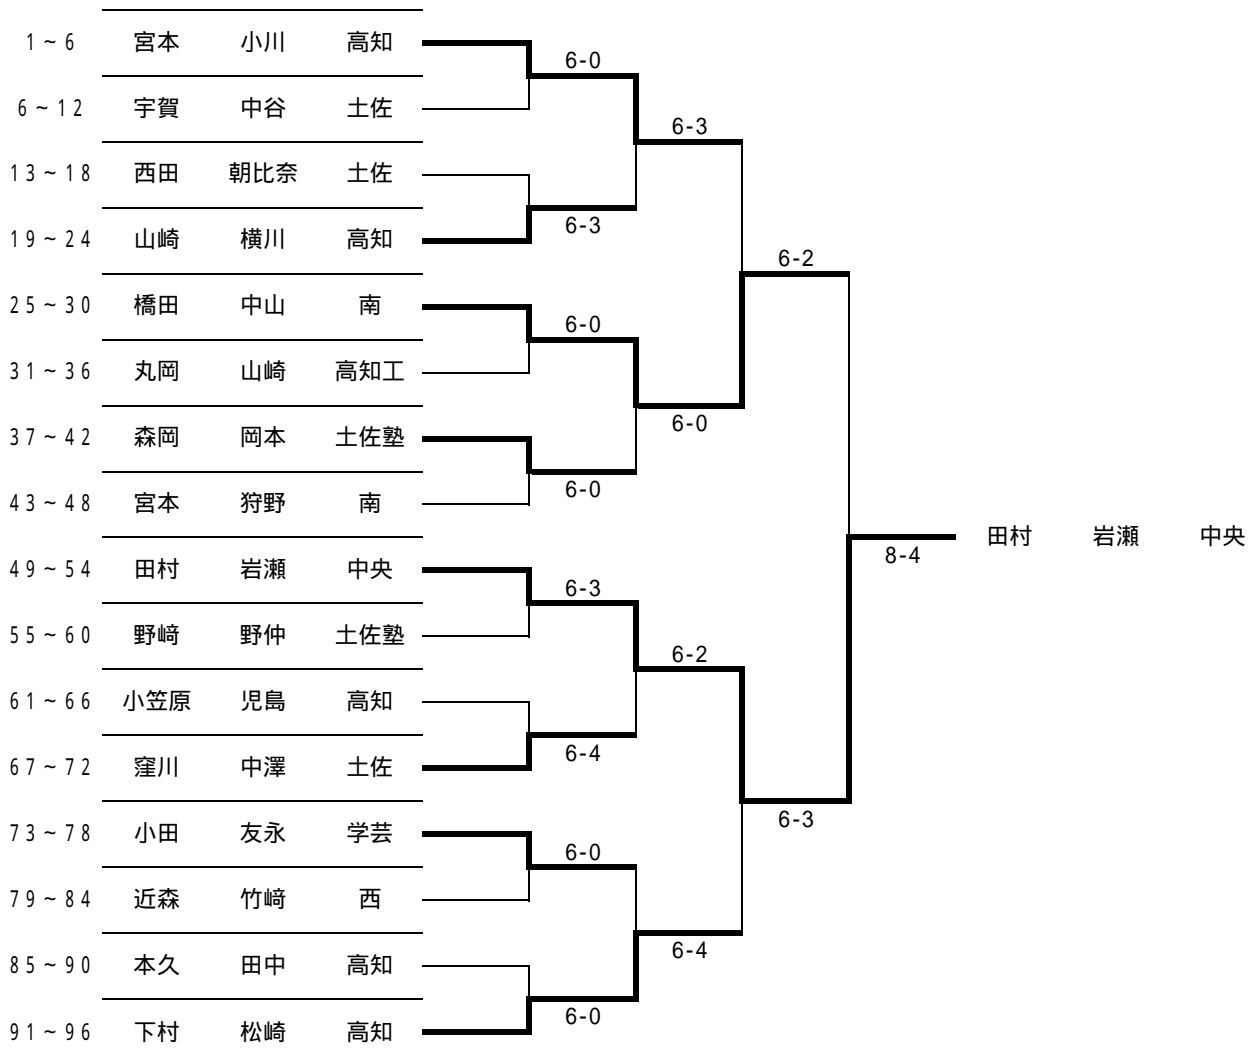 1～6 宮本 小川 高知
6-0
6～12 宇賀 中谷 土佐
6-3
13～18 西田 朝比奈 土佐
6-3
19～24 山崎 横川 高知
6-2
25～30 橋田 中山 南
6-0
31～36 丸岡 山崎 高知工
6-0
37～42 森岡 岡本 土佐塾
6-0
43～48 宮本 狩野 南
田村 岩瀬 中央
8-4
49～54 田村 岩瀬 中央
6-3
55～60 野﨑 野仲 土佐塾
6-2
61～66 小笠原 児島 高知
6-4
67～72 窪川 中澤 土佐
6-3
73～78 小田 友永 学芸
6-0
79～84 近森 竹﨑 西
6-4
85～90 本久 田中 高知
6-0
91～96 下村 松崎 高知